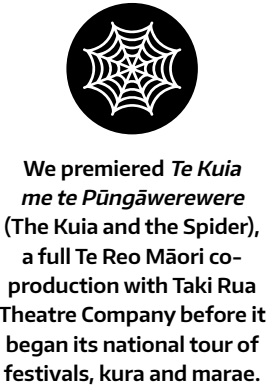 We premiered Te Kuia
me te Pūngāwerewere
(The Kuia and the Spider),
a full Te Reo Māori co-
production with Taki Rua
Theatre Company before it
began its national tour of
festivals, kura and marae.